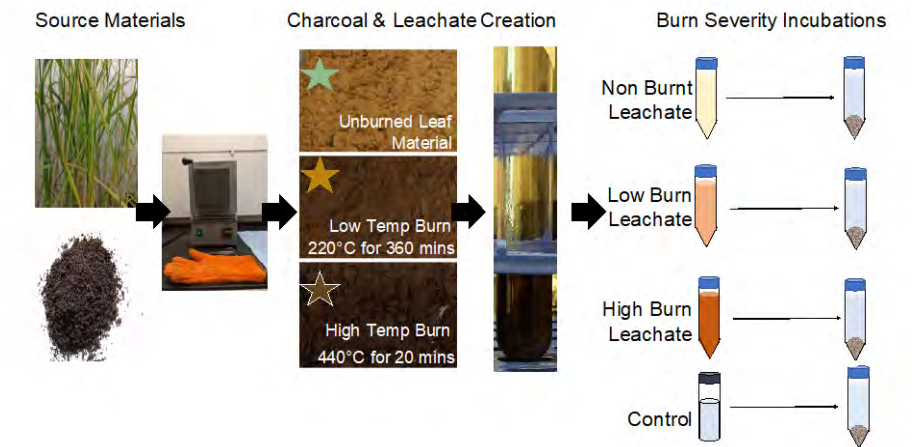 Source Materials
Charcoal & Leachate Creation
Burn Severity Incubations
Unburned Leaf
Material
Low Temp Burn
220°C for 360 mins
High Temp Burn
440°C for 20 mins
Non Burnt
Leachate
Low Burn
Leachate
High Burn
Leachate
Control